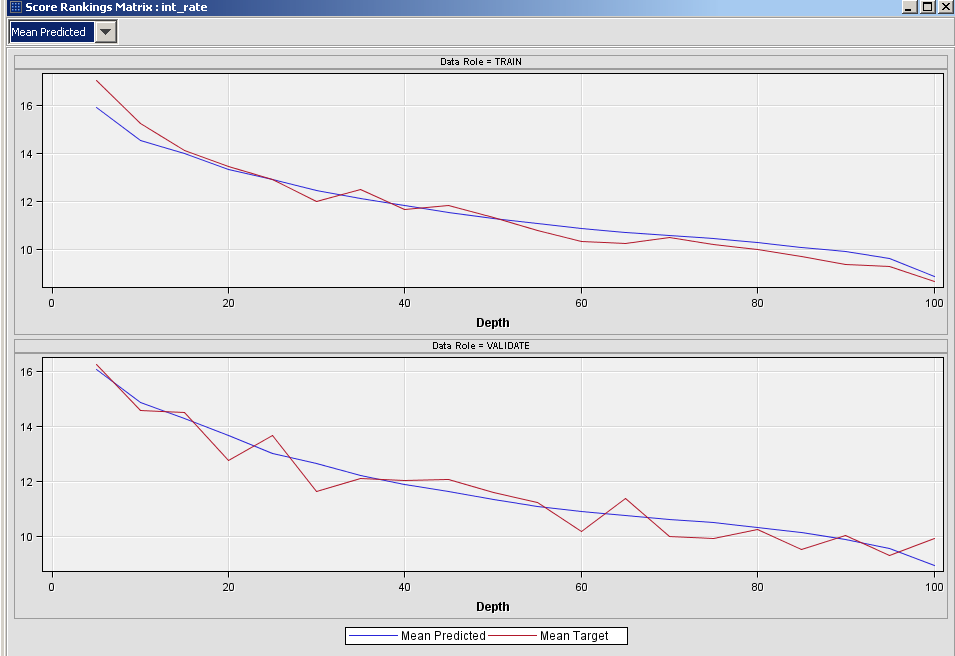 Score Rankings Matrix : int_rate
Mean Predicted
Data Role = TRAIN
16
14
12
10
0 20 40 60 80 100
Depth
Data Role = VALIDATE
16
14
12
10
0 20 40 60 80 100
Depth
Mean Predicted Mean Target